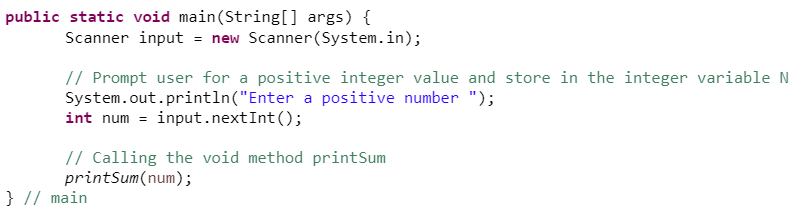 public static void main(String[] args) {
Scanner input = new Scanner(System.in);
// Prompt user for a positive integer value and store in the integer variable N
System.out.println("Enter a positive number ");
int num = input.nextInt();
// Calling the void method printSum
printSum(num);
} // main